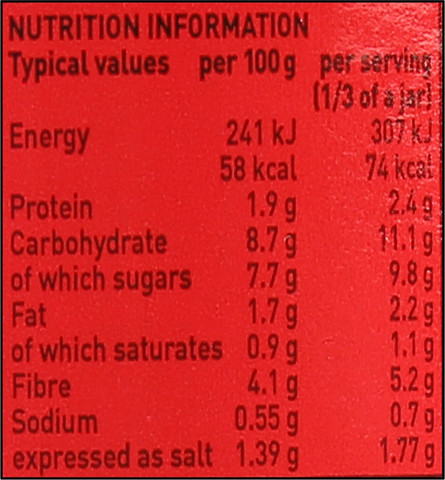 NUTRITION INFORMATION
Typical values per 100g per serving
(1/3 of a jar)
Energy 241 kJ 307 kJ
58 kcal 74 kcal
Protein 1.9 g 2.4 g
Carbohydrate 8.7 g 11.1 g
of which sugars 7.7 g 9.8 g
Fat 1.7 g 2.2 g
of which saturates 0.9 g 1.1 g
Fibre 4.1 g 5.2 g
Sodium 0.55 g 0.7 g
expressed as salt 1.39 g 1.77 g